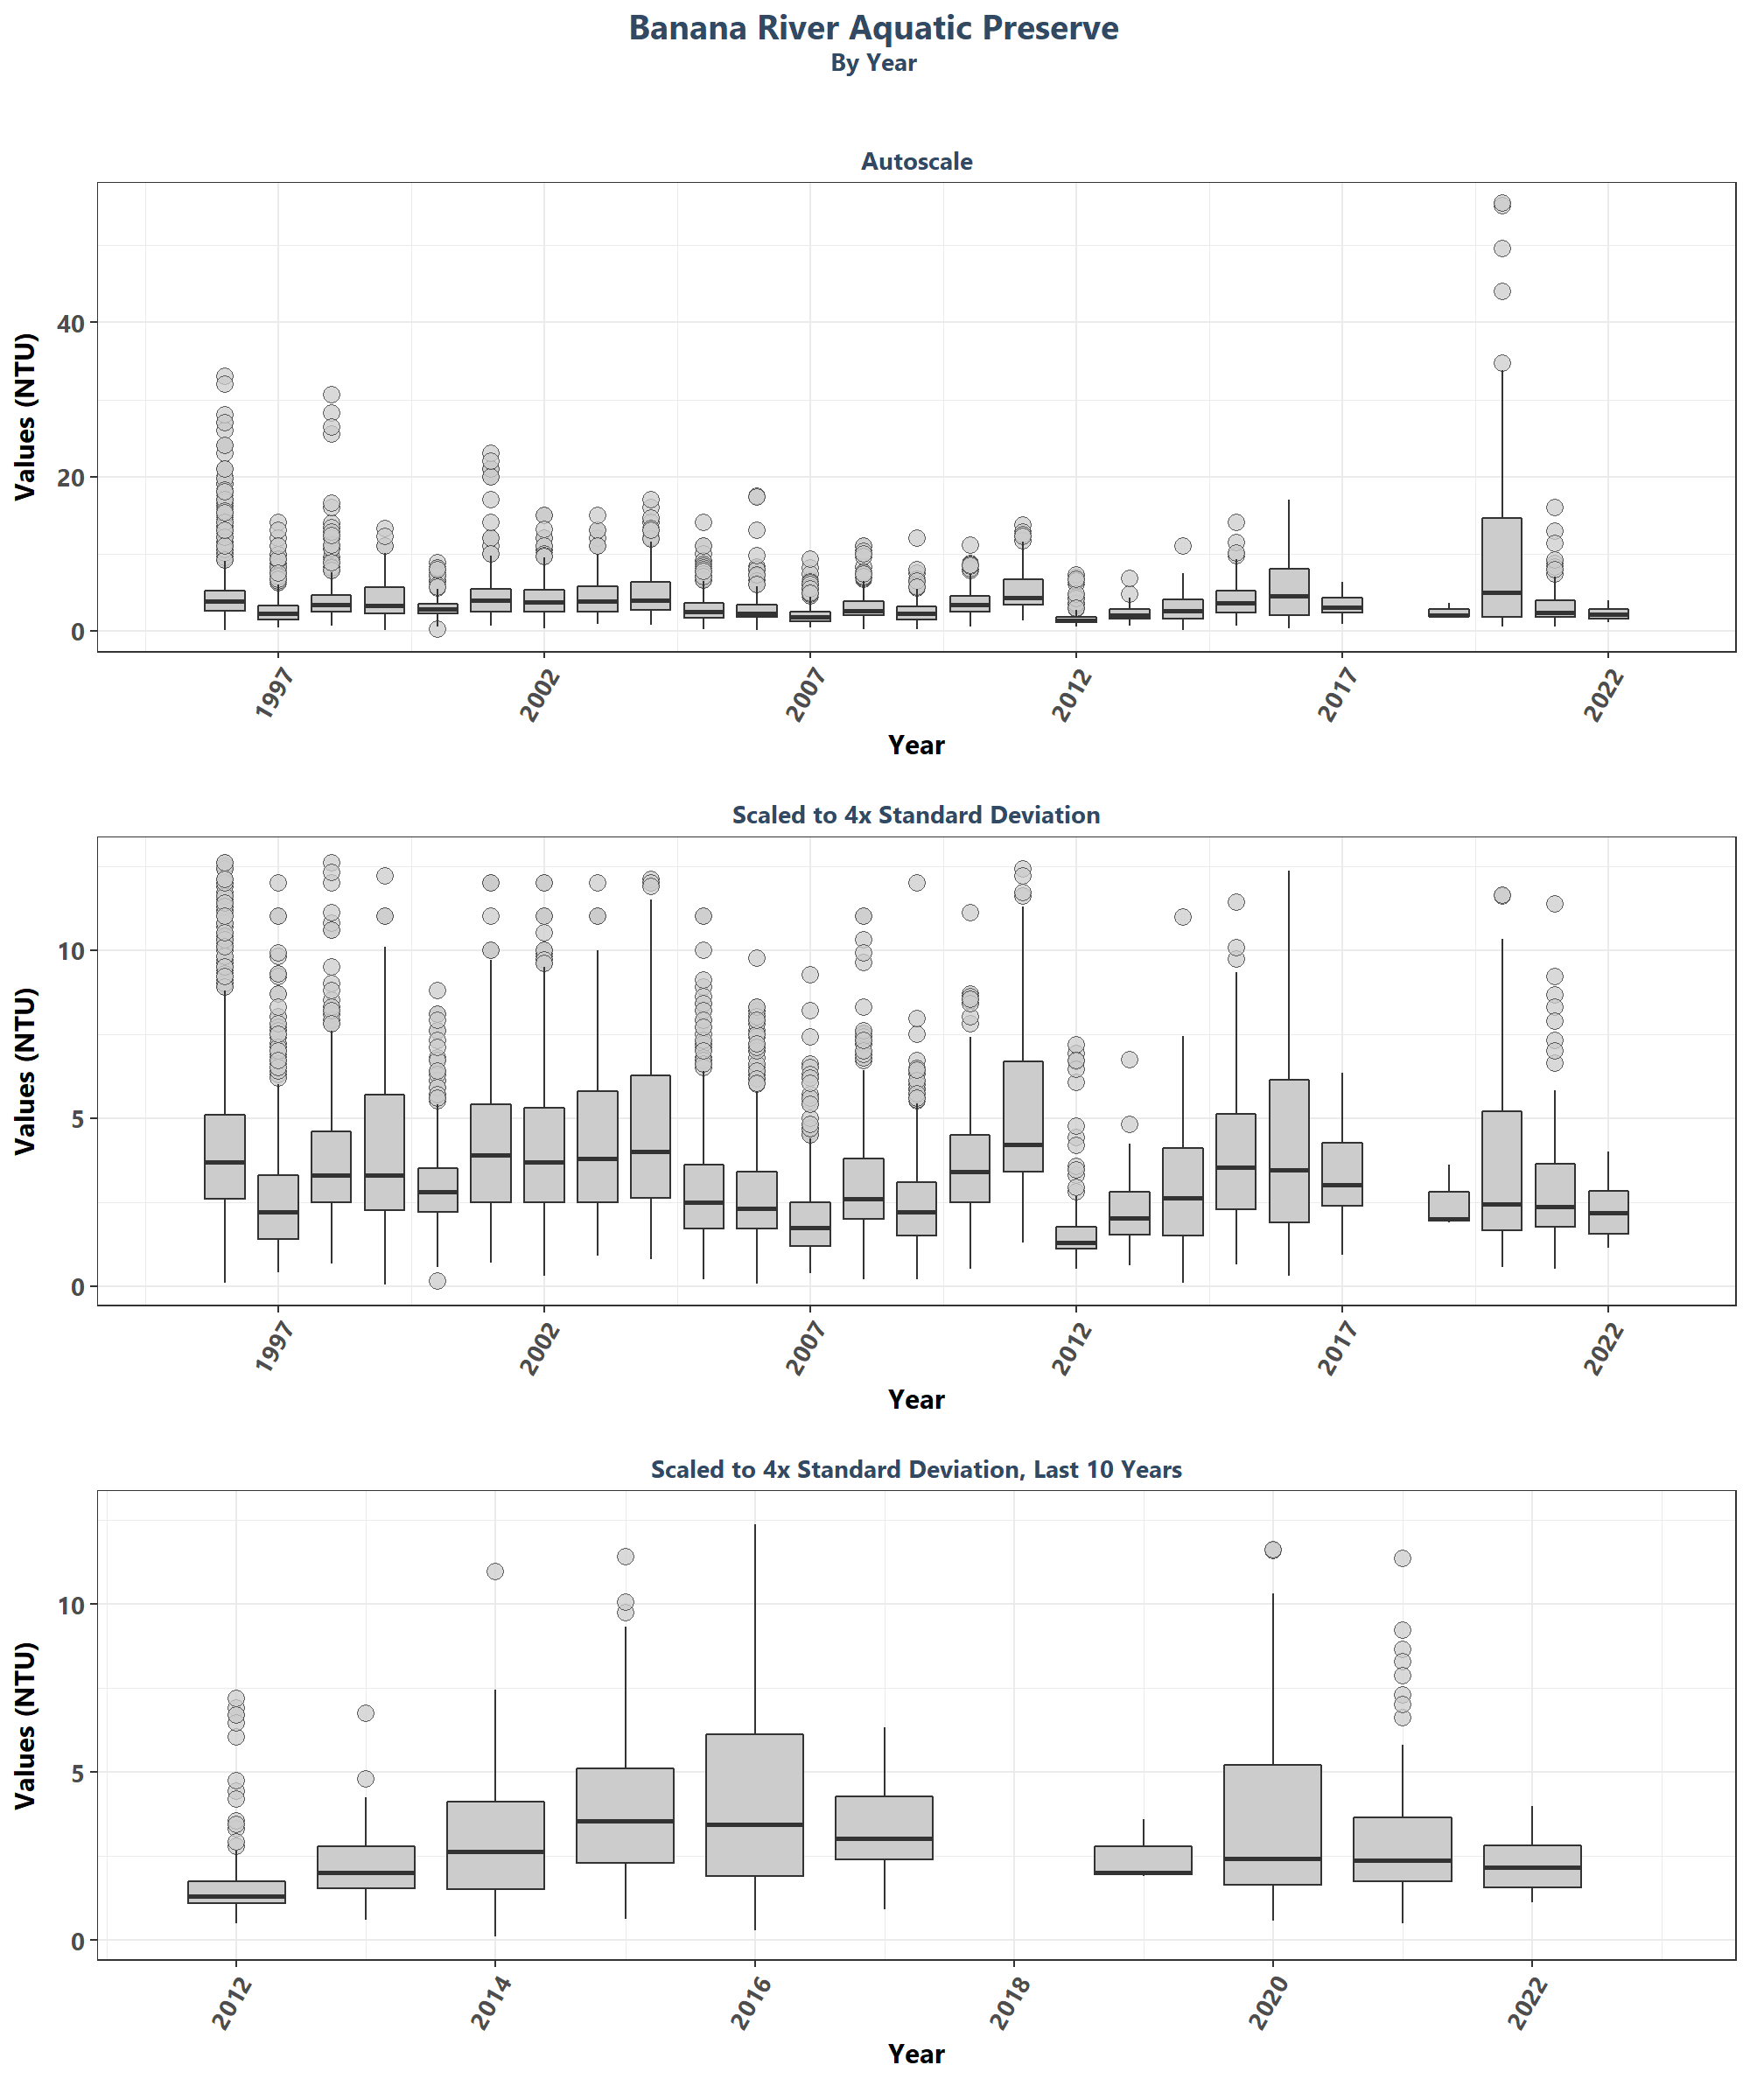 Banana River Aquatic Preserve
By Year
Autoscale
Values (NTU)
40
20
0
1997 2002 2007 2012 2017 2022
Year
Scaled to 4x Standard Deviation
Values (NTU)
10
5
0
1997 2002 2007 2012 2017 2022
Year
Scaled to 4x Standard Deviation, Last 10 Years
Values (NTU)
10
5
0
2012 2014 2016 2018 2020 2022
Year